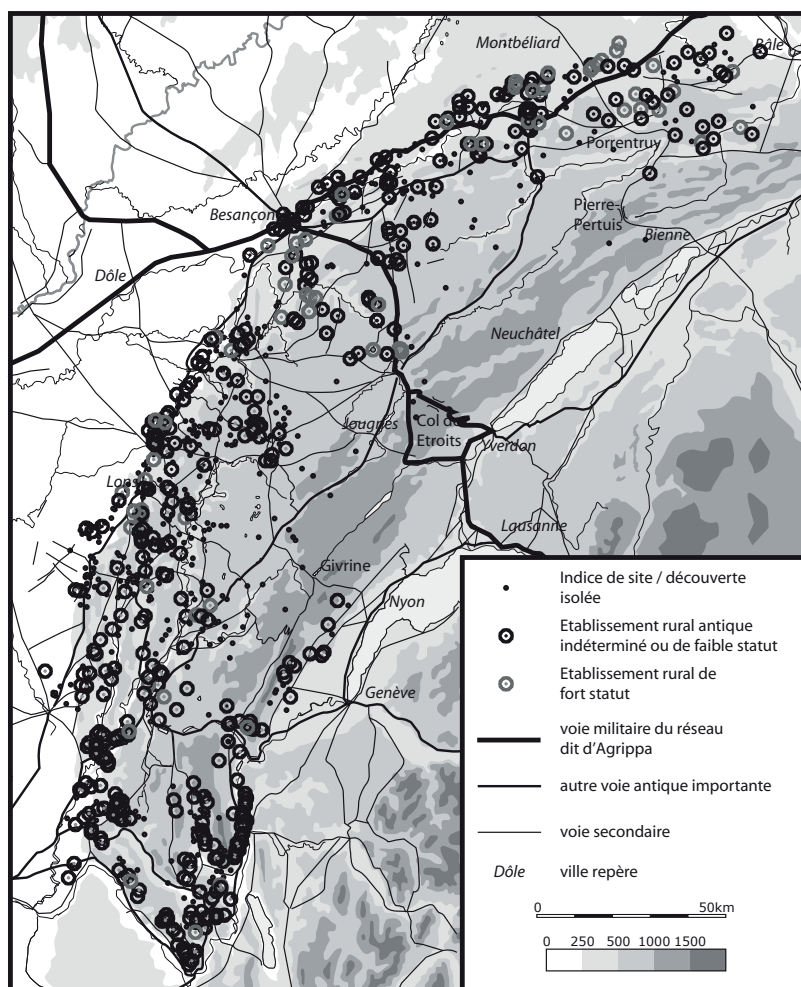 Montbéliard
Bâle
Porrentruy
Besançon
Pierre-
Pertuis
Bienne
Dôle
Neuchâtel
Jougnes
Col des
Etroits
Yverdon
Lons
Lausanne
Givrine
Nyon
Genève
Indice de site / découverte
isolée
Etablissement rural antique
indéterminé ou de faible statut
Etablissement rural de
fort statut
voie militaire du réseau
dit d'Agrippa
autre voie antique importante
voie secondaire
Dôle ville repère
0 50km
0 250 500 1000 1500